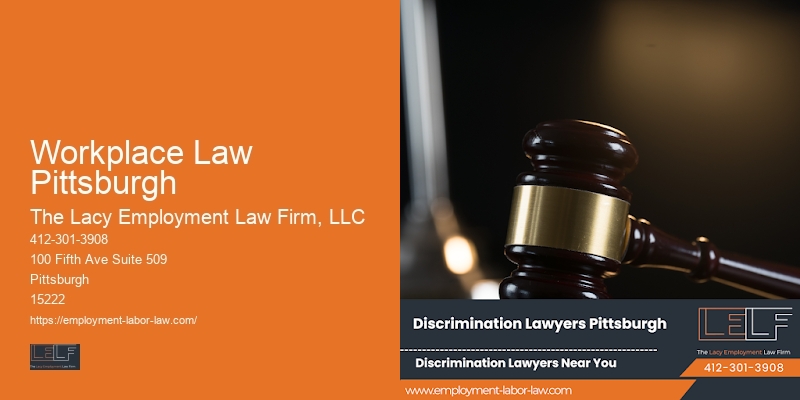 Workplace Law
Pittsburgh
The Lacy Employment Law Firm, LLC
412-301-3908
100 Fifth Ave Suite 509
Pittsburgh
15222
https://employment-labor-law.com/
LELF
The Lacy Employment Law Firm
Discrimination Lawyers Pittsburgh
Discrimination Lawyers Near You
www.employment-labor-law.com
LELF
The Lacy Employment Law Firm
412-301-3908